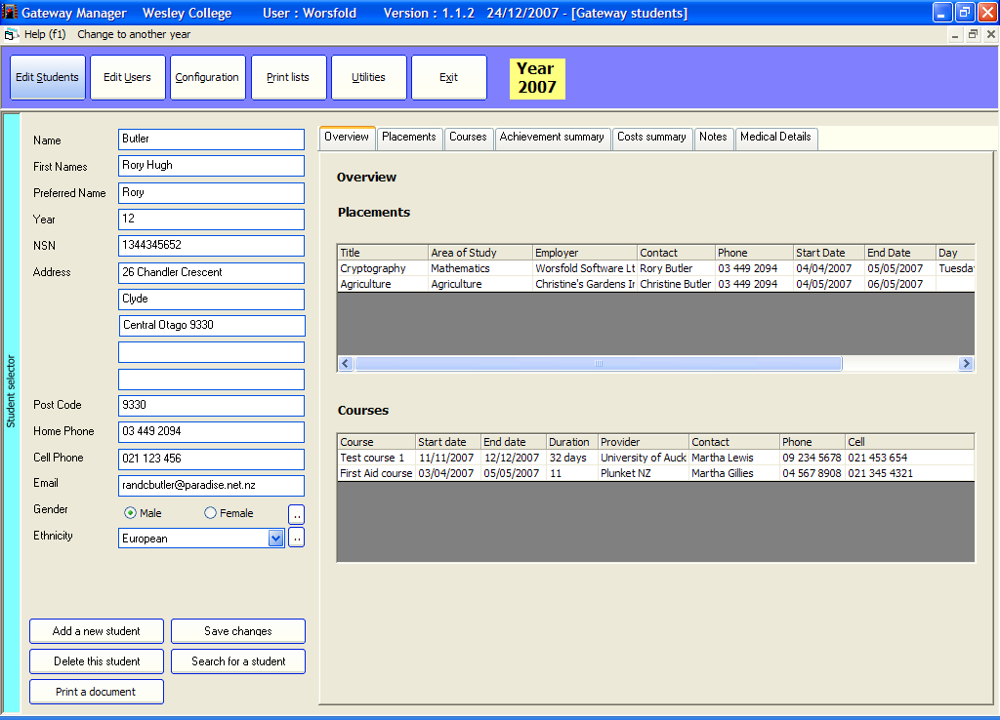 Gateway Manager Wesley College User : Worsfold Version : 1.1.2 24/12/2007 - [Gateway students]
Help (f1) Change to another year
Edit Students Edit Users Configuration Print lists Utilities Exit
Year
2007
Student selector
Name Butler
First Names Rory Hugh
Preferred Name Rory
Year 12
NSN 1344345652
Address 26 Chandler Crescent
Clyde
Central Otago 9330
Post Code 9330
Home Phone 03 449 2094
Cell Phone 021 123 456
Email randcbutler@paradise.net.nz
Gender Male Female ..
Ethnicity European ..
Add a new student Save changes
Delete this student Search for a student
Print a document
Overview Placements Courses Achievement summary Costs summary Notes Medical Details
Overview
Placements
Title Area of Study Employer Contact Phone Start Date End Date Day
Cryptography Mathematics Worsfold Software Lt Rory Butler 03 449 2094 04/04/2007 05/05/2007 Tuesda
Agriculture Agriculture Christine's Gardens Ir Christine Butler 03 449 2094 04/05/2007 06/05/2007
Courses
Course Start date End date Duration Provider Contact Phone Cell
Test course 1 11/11/2007 12/12/2007 32 days University of Auck Martha Lewis 09 234 5678 021 453 654
First Aid course 03/04/2007 05/05/2007 11 Plunket NZ Martha Gillies 04 567 8908 021 345 4321